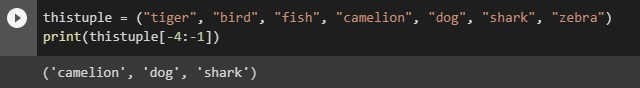 thistuple = ("tiger", "bird", "fish", "camelion", "dog", "shark", "zebra")
print(thistuple[-4:-1])
('camelion', 'dog', 'shark')